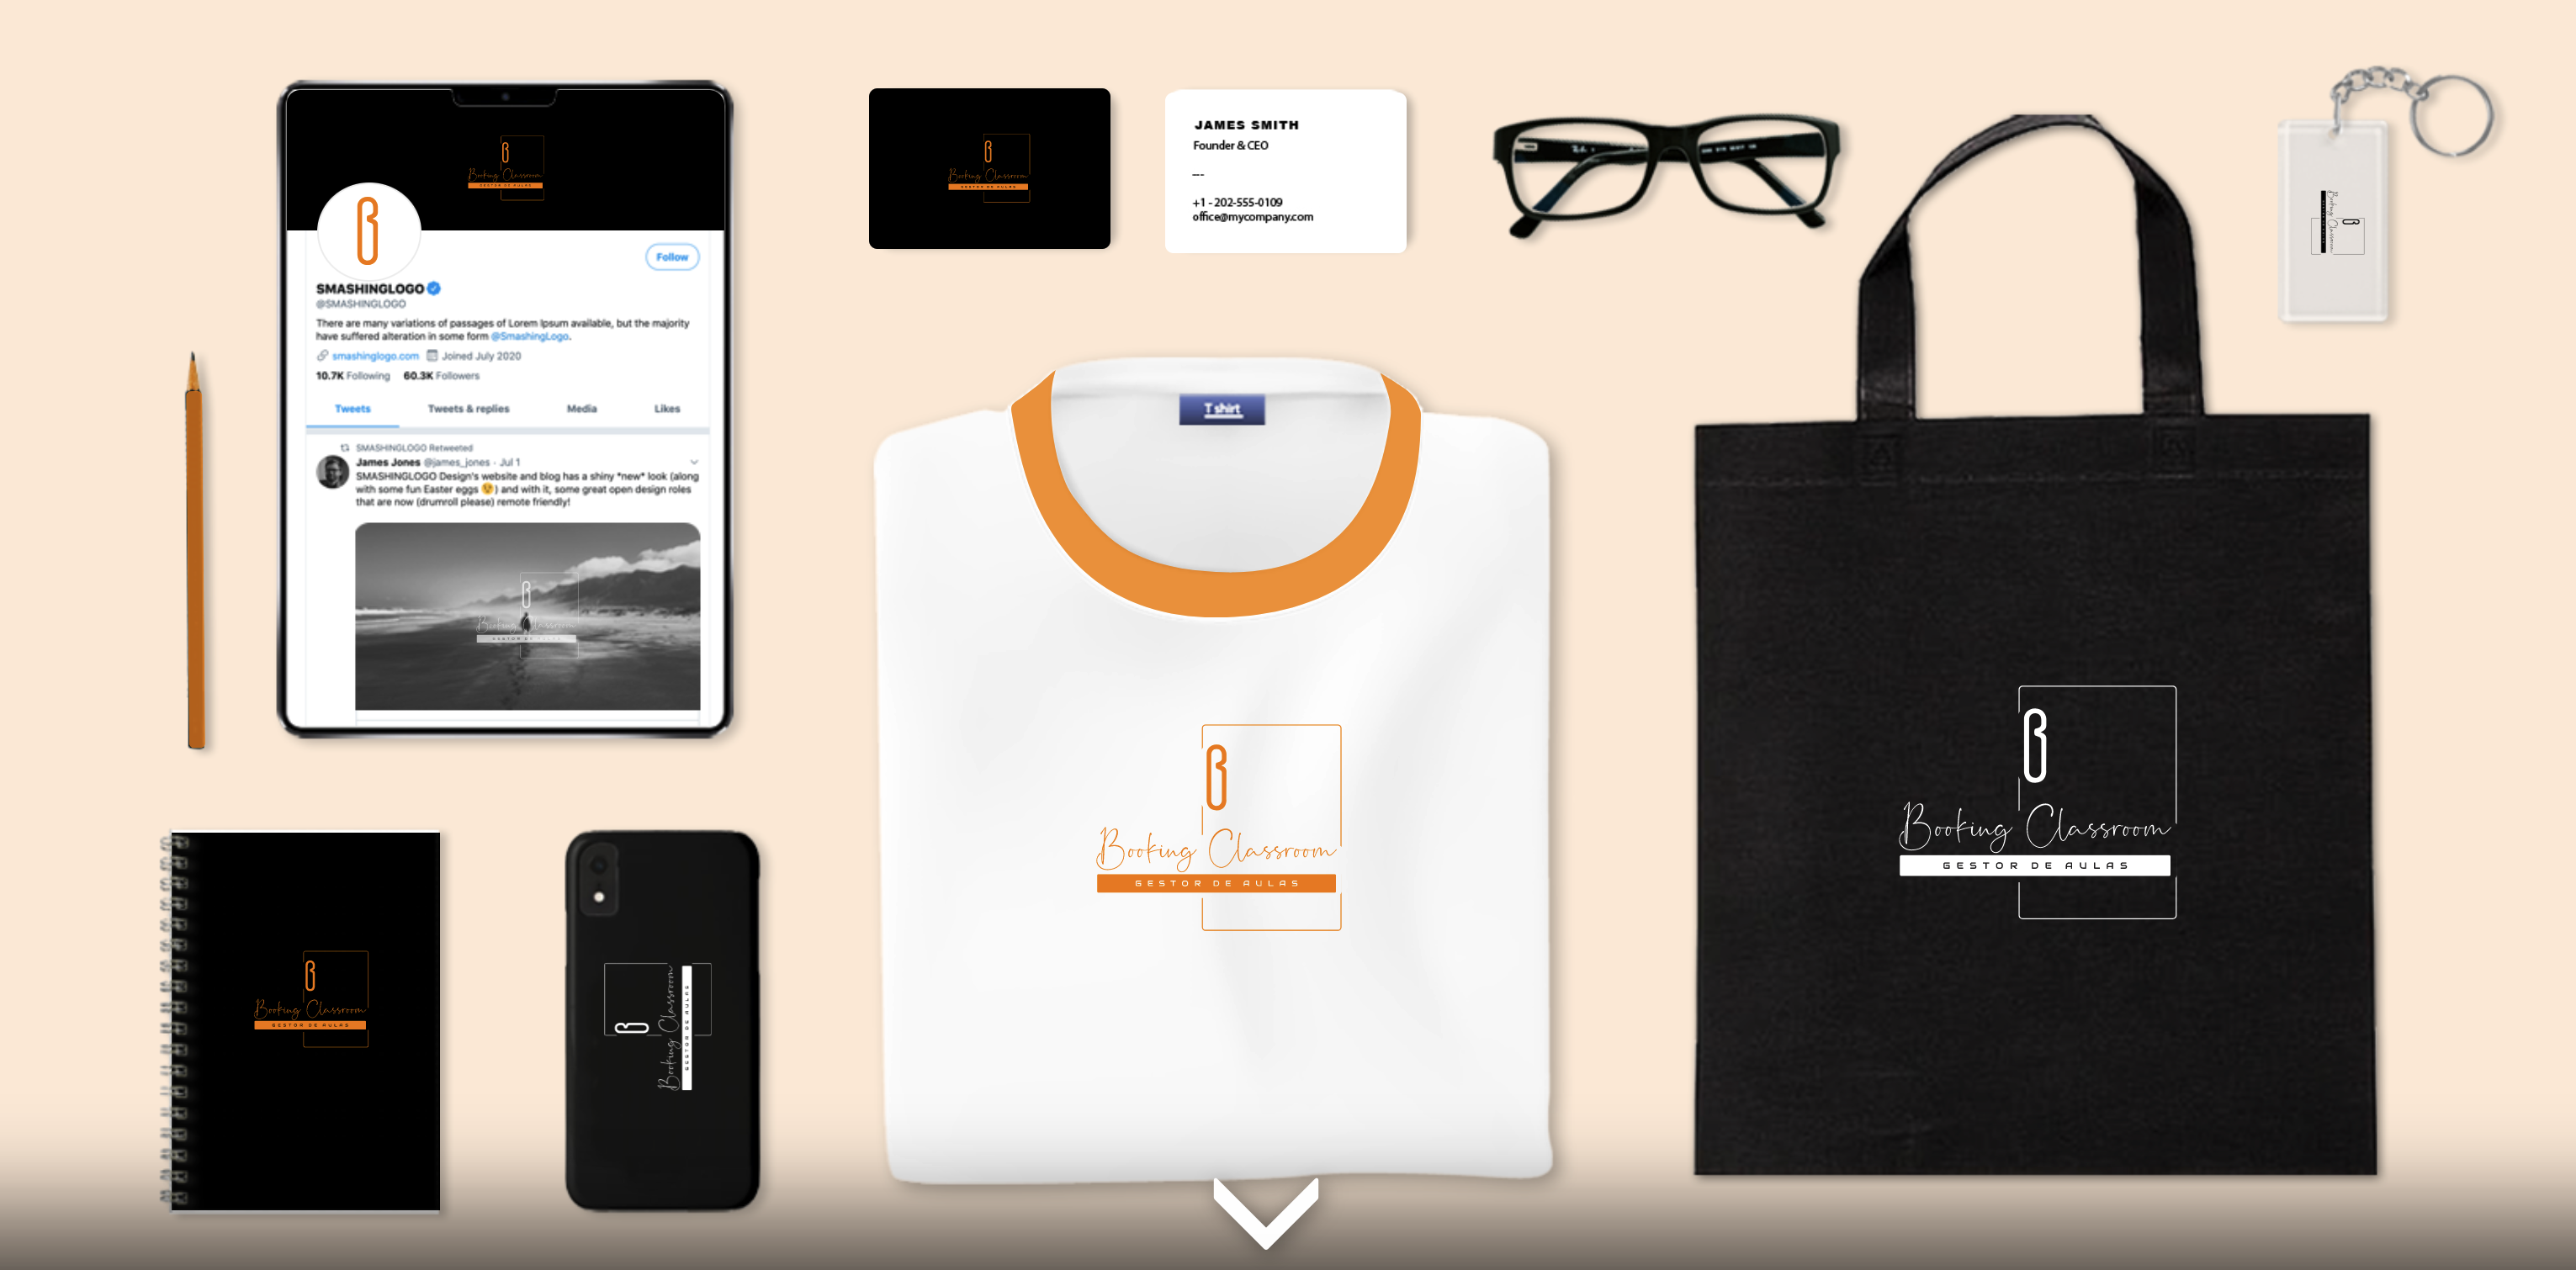 Booking Classroom
GESTOR DE AULAS
Follow
SMASHINGLOGO
@SMASHINGLOGO
There are many variations of passages of Lorem Ipsum available, but the majority
have suffered alteration in some form @SmashingLogo.
smashinglogo.com Joined July 2020
10.7K Following 60.3K Followers
Tweets Tweets & replies Media Likes
SMASHINGLOGO Retweeted
James Jones @james_jones · Jul 1
SMASHINGLOGO Design's website and blog has a shiny *new* look (along
with some fun Easter eggs 😍) and with it, some great open design roles
that are now (drumroll please) remote friendly!
Booking Classroom
GESTOR DE AULAS
Booking Classroom
GESTOR DE AULAS
JAMES SMITH
Founder & CEO
---
+1 - 202-555-0109
office@mycompany.com
Booking Classroom
T shirt
Booking Classroom
GESTOR DE AULAS
Booking Classroom
GESTOR DE AULAS
Booking Classroom
GESTOR DE AULAS
Booking Classroom
GESTOR DE AULAS